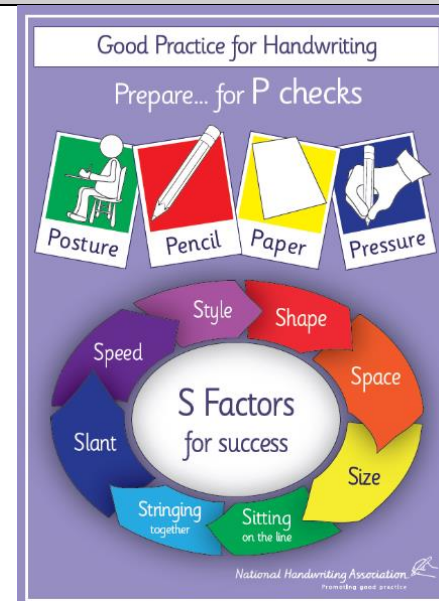 Good Practice for Handwriting
Prepare... for P checks
Posture
Pencil
Paper
Pressure
Style
Shape
Speed
Space
S Factors
for success
Slant
Size
Stringing
together
Sitting
on the line
National Handwriting Association
Promoting good practice